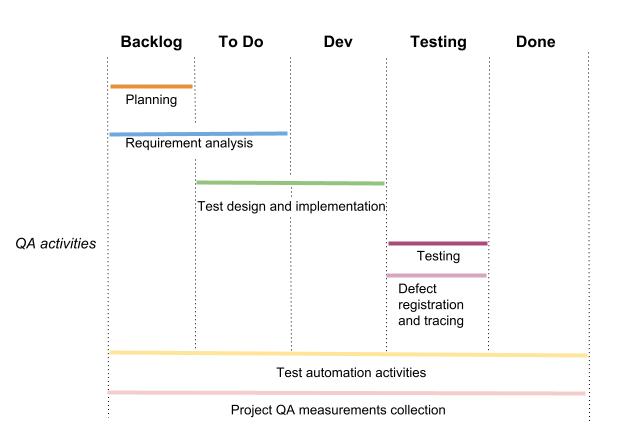 Backlog To Do Dev Testing Done
Planning
Requirement analysis
Test design and implementation
QA activities
Testing
Defect
registration
and tracing
Test automation activities
Project QA measurements collection